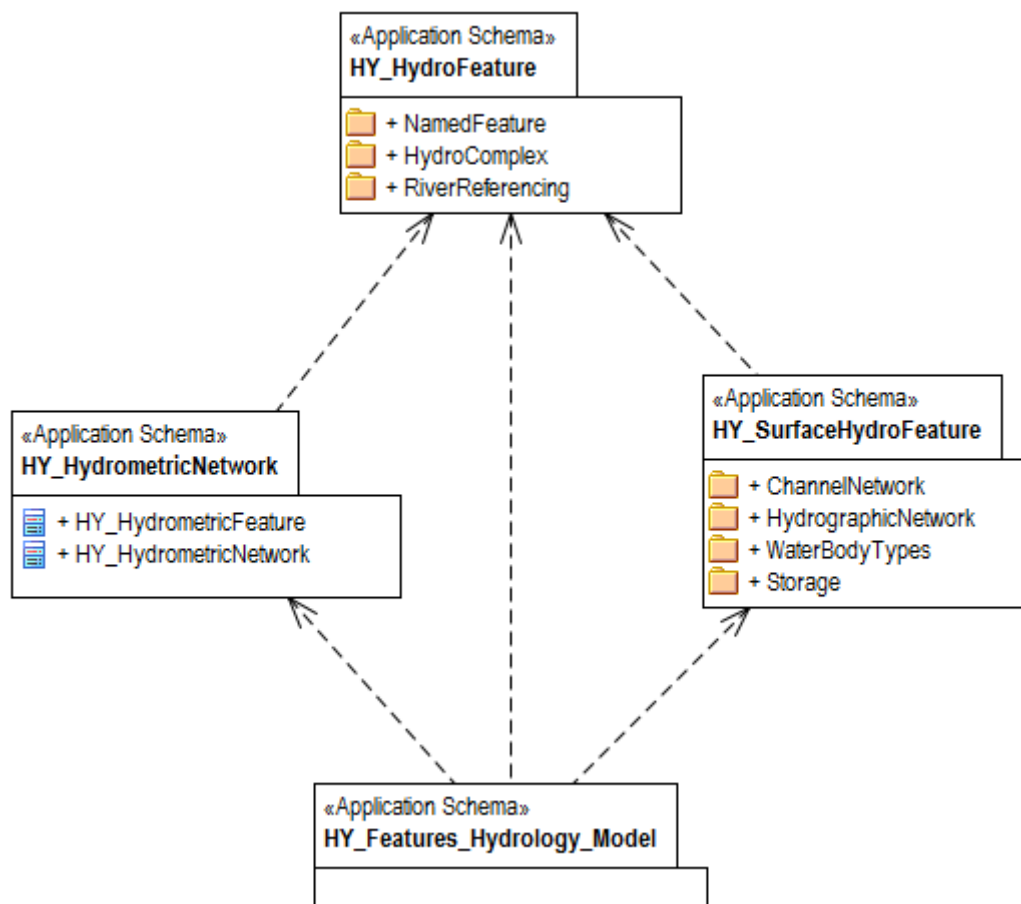 «Application Schema»
HY_HydroFeature
+ NamedFeature
+ HydroComplex
+ RiverReferencing
«Application Schema»
HY_HydrometricNetwork
+ HY_HydrometricFeature
+ HY_HydrometricNetwork
«Application Schema»
HY_SurfaceHydroFeature
+ ChannelNetwork
+ HydrographicNetwork
+ WaterBodyTypes
+ Storage
«Application Schema»
HY_Features_Hydrology_Model